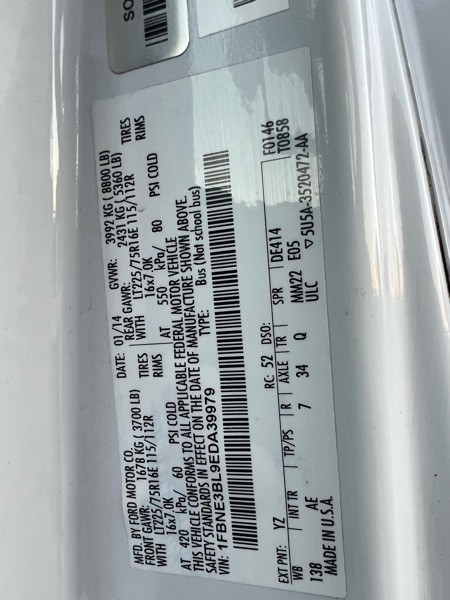 SO
MFD. BY FORD MOTOR CO.
DATE: 01/14 GVWR: 3992 KG ( 8800 LB)
FRONT GAWR: 1678 KG ( 3700 LB) REAR GAWR: 2431 KG ( 5360 LB)
WITH LT225/75R16E 115/112R TIRES WITH LT225/75R16E 115/112R TIRES
16x7.0K RIMS 16x7.0K RIMS
AT 420 kPa/ 60 PSI COLD AT 550 kPa/ 80 PSI COLD
THIS VEHICLE CONFORMS TO ALL APPLICABLE FEDERAL MOTOR VEHICLE
SAFETY STANDARDS IN EFFECT ON THE DATE OF MANUFACTURE SHOWN ABOVE.
VIN: 1FBNE3BL9EDA39979 TYPE: Bus (Not school bus)
F0146
T0858
EXT PNT: YZ RC: 52 DSO:
WB INT TR TP/PS R AXLE TR SPR DE414
138 AE 7 34 Q MM22 E05
MADE IN U.S.A. ULC ▽5U5A-3520472-AA